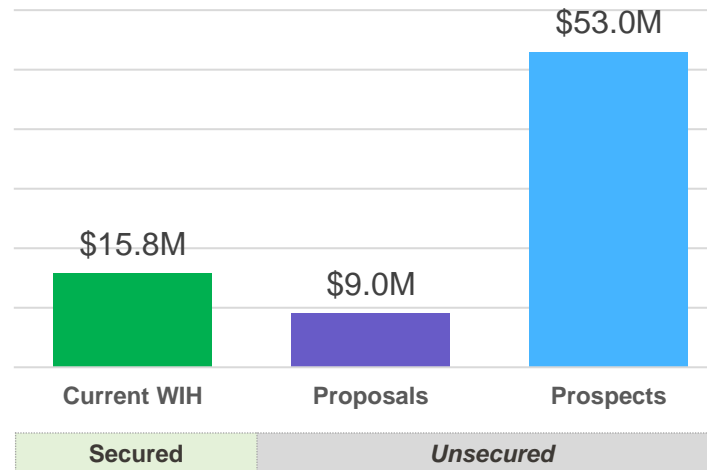 $53.0M
$15.8M
$9.0M
Current WIH Proposals Prospects
Secured Unsecured